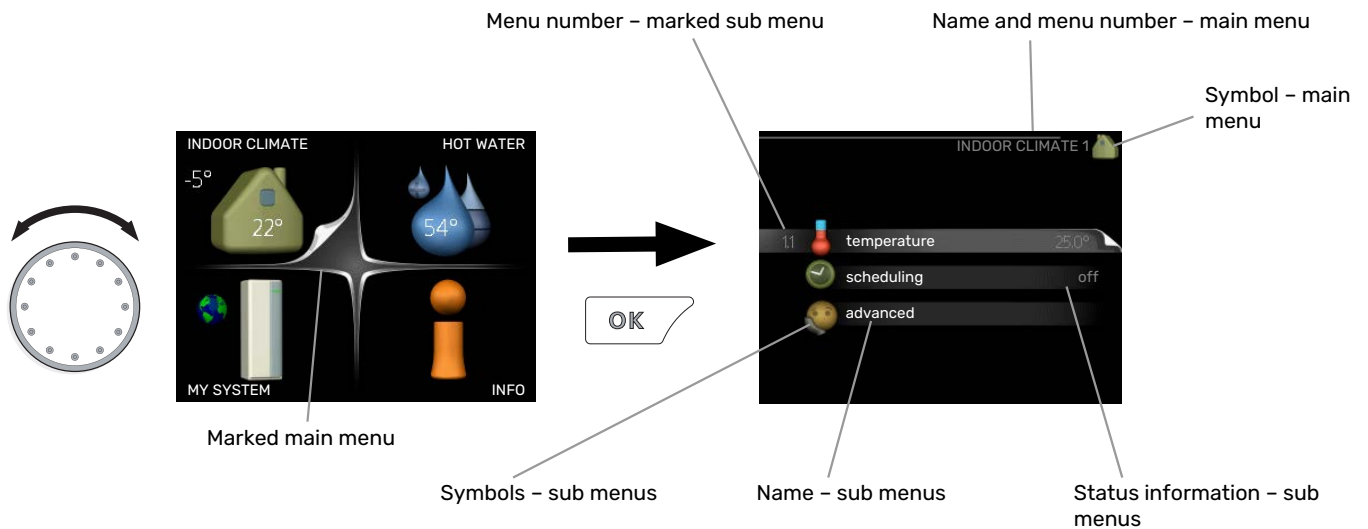 Menu number – marked sub menu
Name and menu number – main menu
Symbol – main
menu
INDOOR CLIMATE
HOT WATER
-5°
22°
54°
MY SYSTEM
INFO
OK
INDOOR CLIMATE 1
1.1
temperature
25.0°
scheduling
off
advanced
Marked main menu
Symbols – sub menus
Name – sub menus
Status information – sub
menus